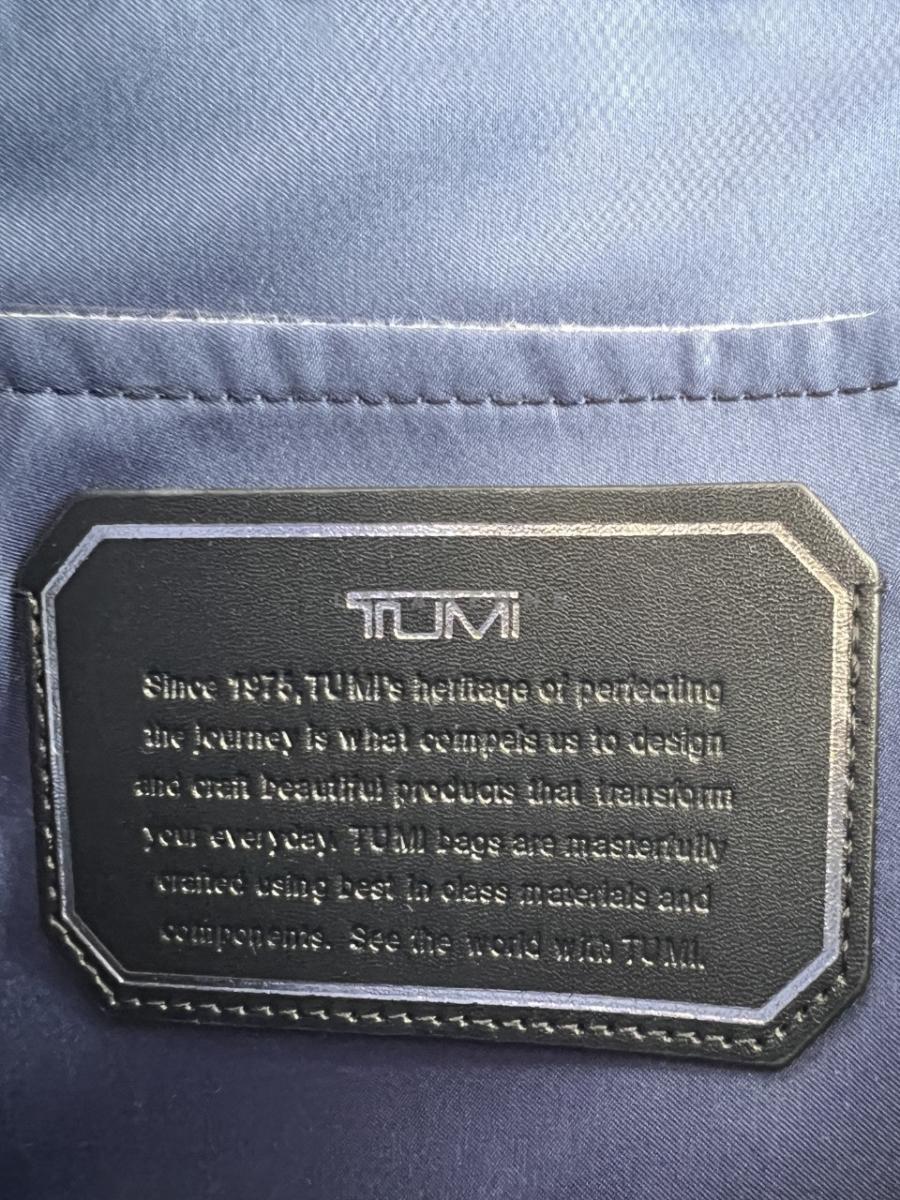 TUMI
Since 1975, TUMI's heritage of perfecting
the journey is what compels us to design
and craft beautiful products that transform
your everyday. TUMI bags are masterfully
crafted using best in class materials and
components. See the world with TUMI.